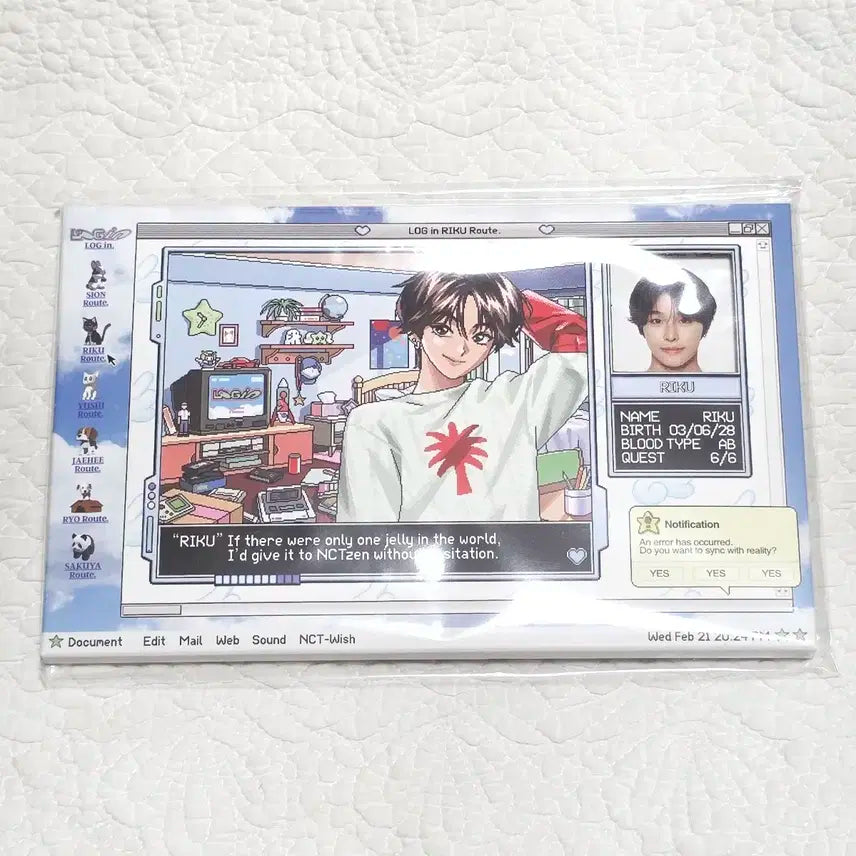 LOG in RIKU Route.
LOG in.
SION
Route.
RIKU
Route.
YUSHI
Route.
JAEHEE
Route.
RYO Route.
SAKUYA
Route.
RIKU
NAME RIKU
BIRTH 03/06/28
BLOOD TYPE AB
QUEST 6/6
"RIKU" If there were only one jelly in the world,
I'd give it to NCTzen
Notification
An error has occurred.
Do you want to sync with reality?
YES YES YES
Document Edit Mail Web Sound NCT-Wish
Wed Feb 21